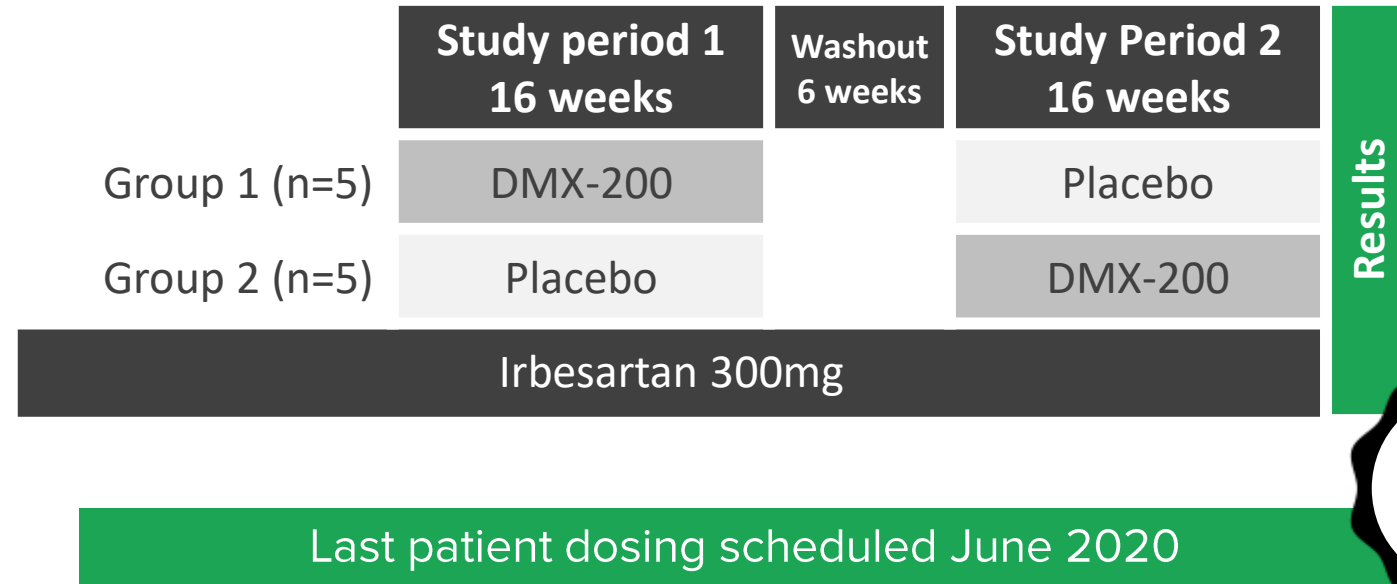 Study period 1
16 weeks
Washout
6 weeks
Study Period 2
16 weeks
Group 1 (n=5)
DMX-200
Placebo
Group 2 (n=5)
Placebo
DMX-200
Irbesartan 300mg
Results
Last patient dosing scheduled June 2020